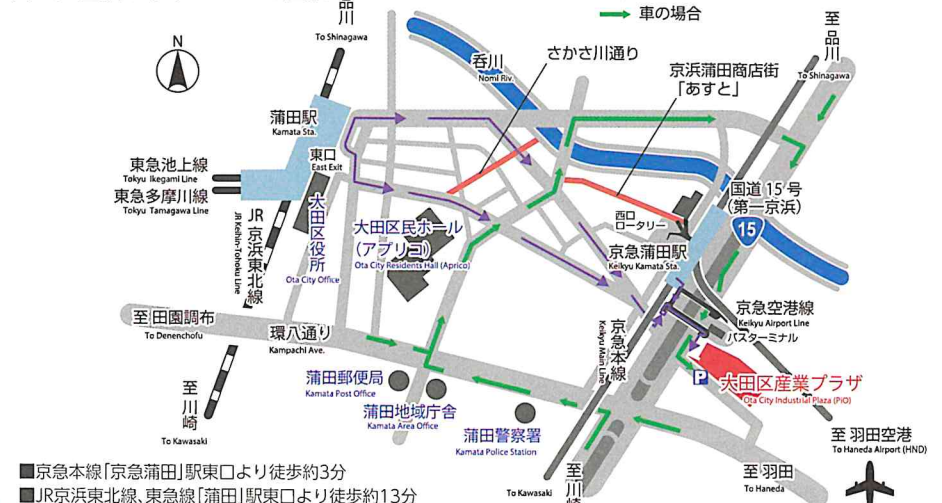 品川
To Shinagawa
車の場合
至品川
To Shinagawa
N
呑川
Nomi Riv.
さかさ川通り
京浜蒲田商店街
「あすと」
蒲田駅
Kamata Sta.
東口
East Exit
東急池上線
Tokyu Ikegami Line
東急多摩川線
Tokyu Tamagawa Line
JR京浜東北線
JR Keihin-Tohoku Line
大田区役所
Ota City Office
大田区民ホール
(アプリコ)
Ota City Residents Hall (Aprico)
西口
ロータリー
国道15号
(第一京浜)
15
京急蒲田駅
Keikyu Kamata Sta.
京急空港線
Keikyu Airport Line
バスターミナル
京急本線
Keikyu Main Line
至田園調布
To Denenchofu
環八通り
Kampachi Ave.
蒲田郵便局
Kamata Post Office
蒲田地域庁舎
Kamata Area Office
蒲田警察署
Kamata Police Station
P
大田区産業プラザ
Ota City Industrial Plaza (PiO)
至川崎
To Kawasaki
To Kawasaki
至川崎
至羽田
To Haneda
至羽田空港
To Haneda Airport (HND)
■京急本線「京急蒲田」駅東口より徒歩約3分
■JR京浜東北線、東急線「蒲田」駅東口より徒歩約13分